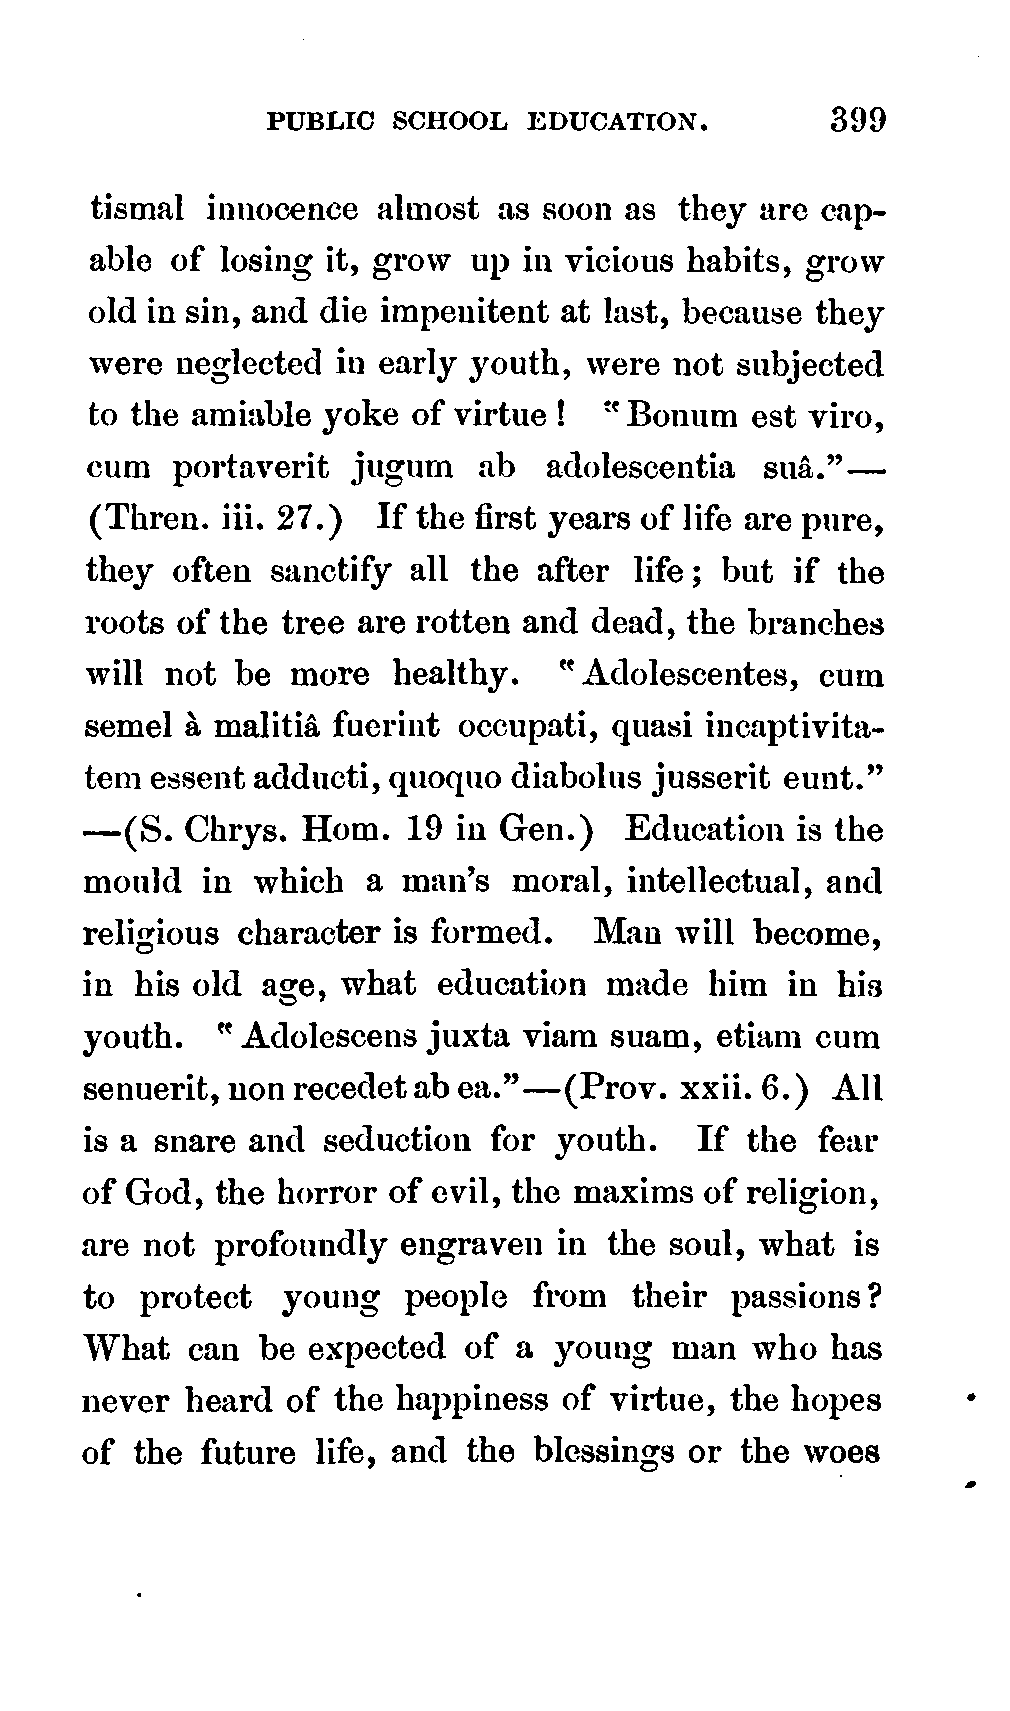 PUBLIC SCHOOL EDUCATION. 399
tismal innocence almost as soon as they are cap-
able of losing it, grow up in vicious habits, grow
old in sin, and die impenitent at last, because they
were neglected in early youth, were not subjected
to the amiable yoke of virtue! "Bonum est viro,
cum portaverit jugum ab adolescentia suâ."—
(Thren. iii. 27.) If the first years of life are pure,
they often sanctify all the after life; but if the
roots of the tree are rotten and dead, the branches
will not be more healthy. "Adolescentes, cum
semel à malitiâ fuerint occupati, quasi incaptivita-
tem essent adducti, quoquo diabolus jusserit eunt."
—(S. Chrys. Hom. 19 in Gen.) Education is the
mould in which a man's moral, intellectual, and
religious character is formed. Man will become,
in his old age, what education made him in his
youth. "Adolescens juxta viam suam, etiam cum
senuerit, non recedet ab ea."—(Prov. xxii. 6.) All
is a snare and seduction for youth. If the fear
of God, the horror of evil, the maxims of religion,
are not profoundly engraven in the soul, what is
to protect young people from their passions?
What can be expected of a young man who has
never heard of the happiness of virtue, the hopes
of the future life, and the blessings or the woes